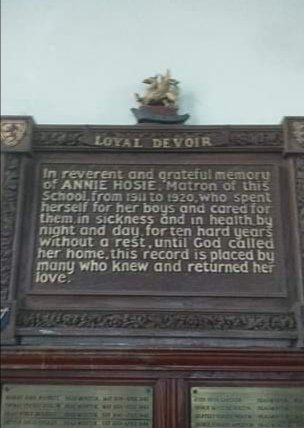 LOYAL DEVOIR
In reverent and grateful memory
of ANNIE HOSIE, Matron of this
School from 1911 to 1920, who spent
herself for her boys and cared for
them in sickness and in health by
night and day, for ten hard years
without a rest, until God called
her home, this record is placed by
many who knew and returned her
love.